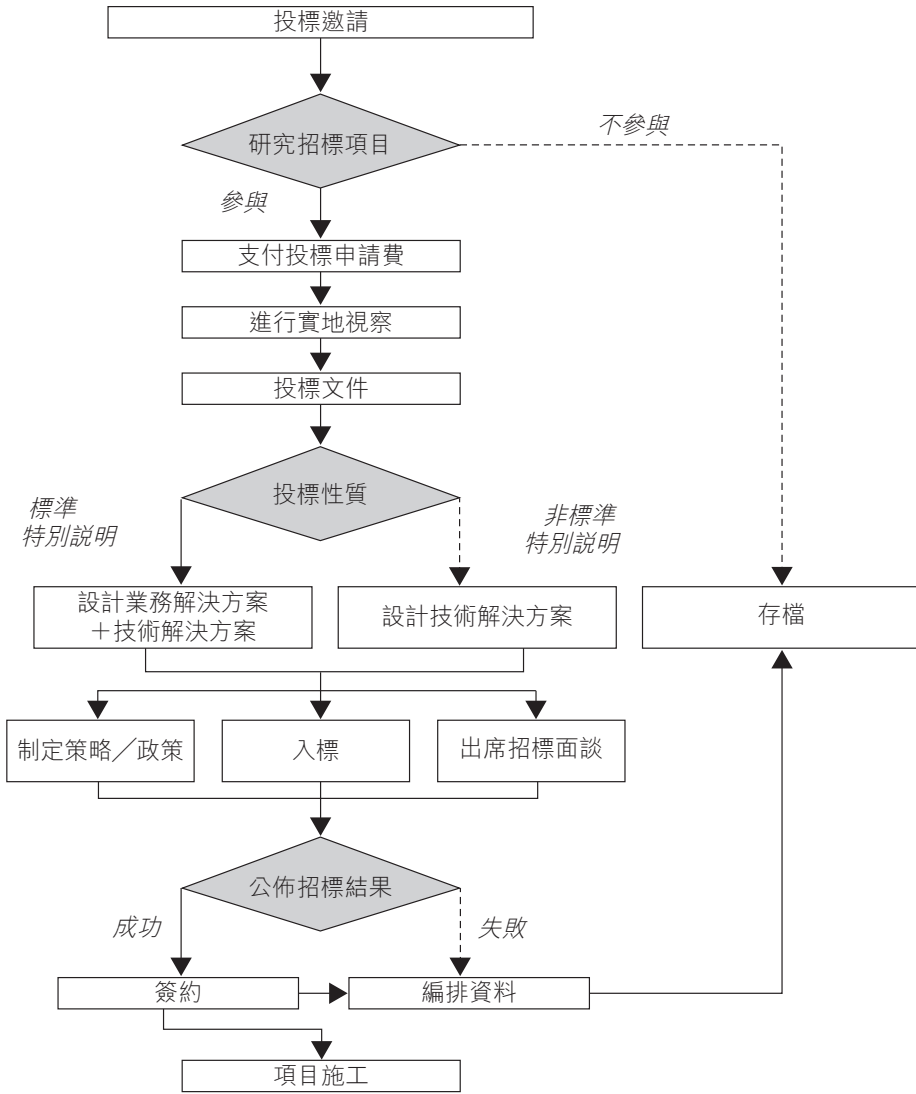 投標邀請
研究招標項目
不參與
參與
支付投標申請費
進行實地視察
投標文件
投標性質
標準
特別説明
非標準
特別説明
設計業務解決方案
＋技術解決方案
設計技術解決方案
存檔
制定策略／政策
入標
出席招標面談
公佈招標結果
成功
失敗
簽約
編排資料
項目施工